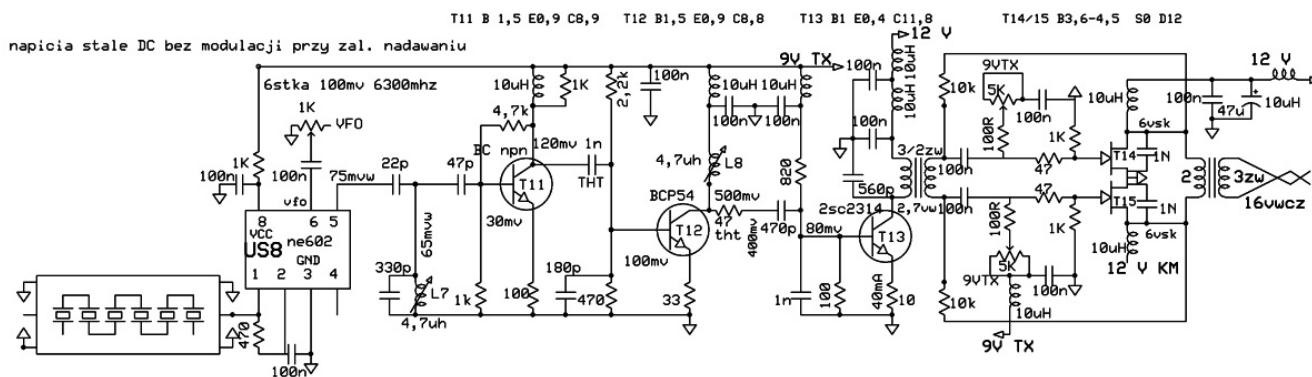 T11 B 1,5 E0,9 C8,9 T12 B1,5 E0,9 C8,8 T13 B1 E0,4 C11,8 T14/15 B3,6-4,5 S0 D12
napicia stale DC bez modulacji przy zal. nadawaniu
12 V
9V TX
12 V
6stka 100mv 6300mhz
1K
VFO
10uH
1K
2,2k
100n
10uH
10uH
100n
100n
100n
10uH
10uH
100n
10k
9VTX
5K
100n
100R
1K
10uH
100n
47u
10uH
4,7k
120mv
1n
THT
BC npn
T11
30mv
1K
100n
100n
75mvw
22p
47p
65mvw
vfo
8
6
5
VCC
ne602
US8
GND
1
2
3
4
4,7uh
L8
BCP54
T12
100mv
500mv
47
tht
400mv
470p
80mv
820
3/2zw
560p
2sc2314
2,7vw
T13
100n
100n
47
47
6vsk
T14
1N
T15
1N
6vsk
2
3zw
16vwcz
330p
L7
4,7uh
1k
100
180p
470
33
1n
100
40mA
10
10k
100R
5K
9VTX
1K
100n
10uH
9V TX
10uH
12 V KM
470
100n